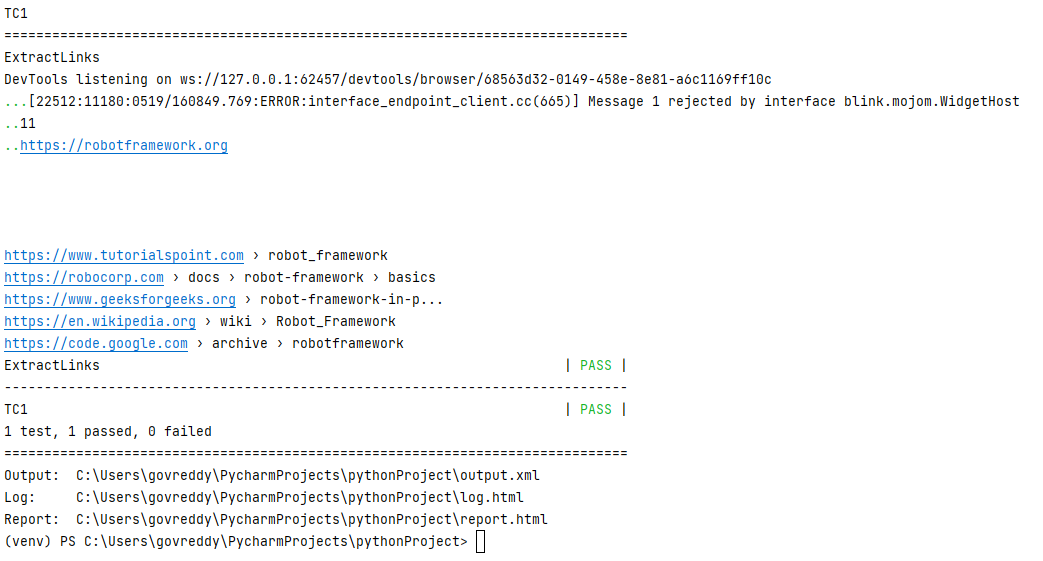 TC1
==============================================================================
ExtractLinks
DevTools listening on ws://127.0.0.1:62457/devtools/browser/68563d32-0149-458e-8e81-a6c1169ff10c
...[22512:11180:0519/160849.769:ERROR:interface_endpoint_client.cc(665)] Message 1 rejected by interface blink.mojom.WidgetHost
..11
..https://robotframework.org
https://www.tutorialspoint.com › robot_framework
https://robocorp.com › docs › robot-framework › basics
https://www.geeksforgeeks.org › robot-framework-in-p...
https://en.wikipedia.org › wiki › Robot_Framework
https://code.google.com › archive › robotframework
ExtractLinks                                                          | PASS |
------------------------------------------------------------------------------
TC1                                                                   | PASS |
1 test, 1 passed, 0 failed
==============================================================================
Output:  C:\Users\govreddy\PycharmProjects\pythonProject\output.xml
Log:     C:\Users\govreddy\PycharmProjects\pythonProject\log.html
Report:  C:\Users\govreddy\PycharmProjects\pythonProject\report.html
(venv) PS C:\Users\govreddy\PycharmProjects\pythonProject>